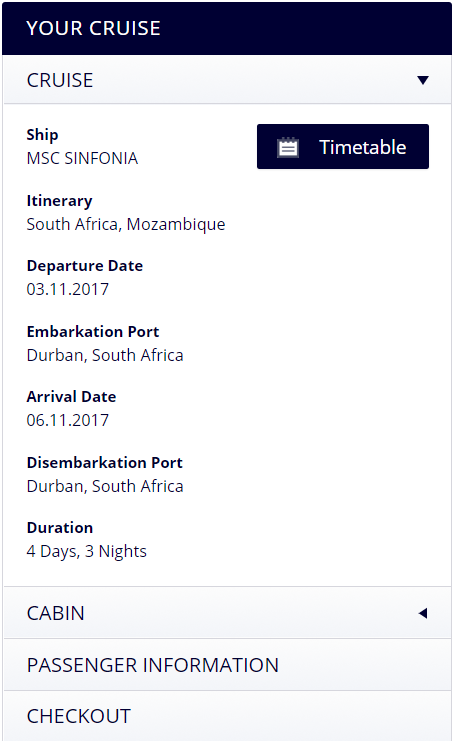 YOUR CRUISE
CRUISE
Ship
MSC SINFONIA
Timetable
Itinerary
South Africa, Mozambique
Departure Date
03.11.2017
Embarkation Port
Durban, South Africa
Arrival Date
06.11.2017
Disembarkation Port
Durban, South Africa
Duration
4 Days, 3 Nights
CABIN
PASSENGER INFORMATION
CHECKOUT